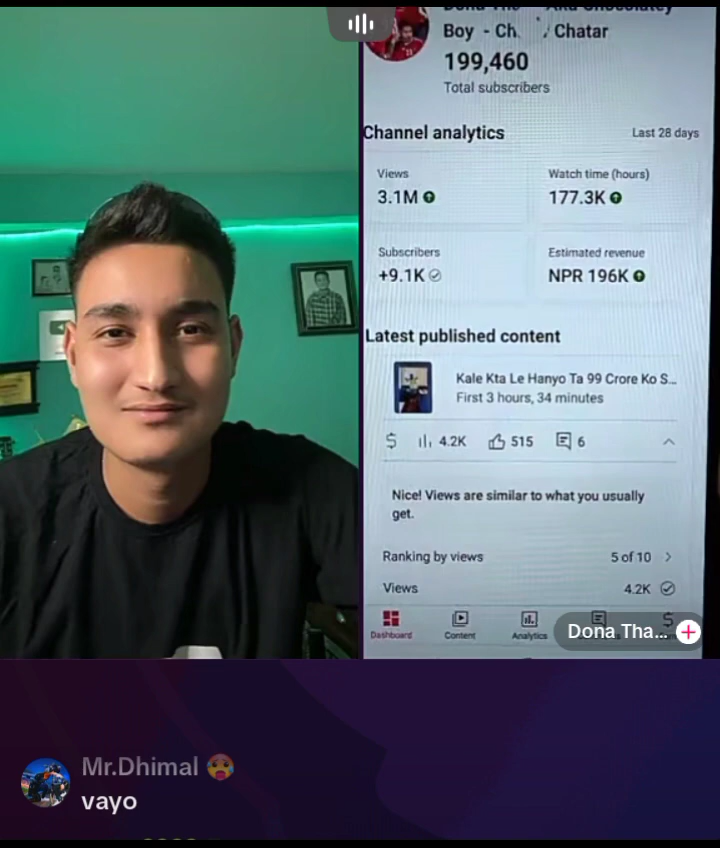 Boy - Ch
Chatar
199,460
Total subscribers
Channel analytics
Last 28 days
Views
3.1M
Watch time (hours)
177.3K
Subscribers
+9.1K
Estimated revenue
NPR 196K
Latest published content
Kale Kta Le Hanyo Ta 99 Crore Ko S...
First 3 hours, 34 minutes
$ 4.2K 515 6
Nice! Views are similar to what you usually
get.
Ranking by views
5 of 10 >
Views
4.2K
Dashboard
Content
Analytics
Dona Tha...
Mr.Dhimal 🥵
vayo